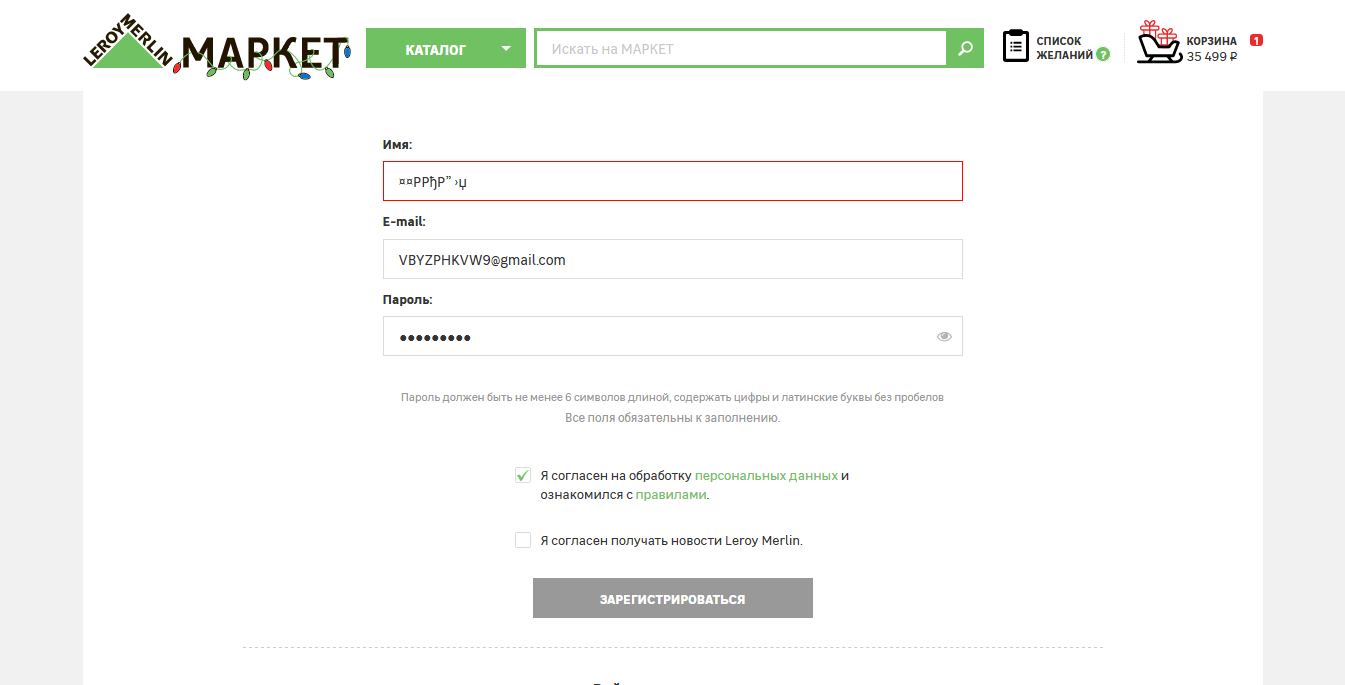 LEROY MERLIN МАРКЕТ
КАТАЛОГ
Искать на МАРКЕТ
СПИСОК
ЖЕЛАНИЙ ?
КОРЗИНА 1
35 499 ₽
Имя:
¤¤РРђР” ›џ
E-mail:
VBYZPHKVW9@gmail.com
Пароль:
●●●●●●●●●
Пароль должен быть не менее 6 символов длиной, содержать цифры и латинские буквы без пробелов
Все поля обязательны к заполнению.
Я согласен на обработку персональных данных и
ознакомился с правилами.
Я согласен получать новости Leroy Merlin.
ЗАРЕГИСТРИРОВАТЬСЯ